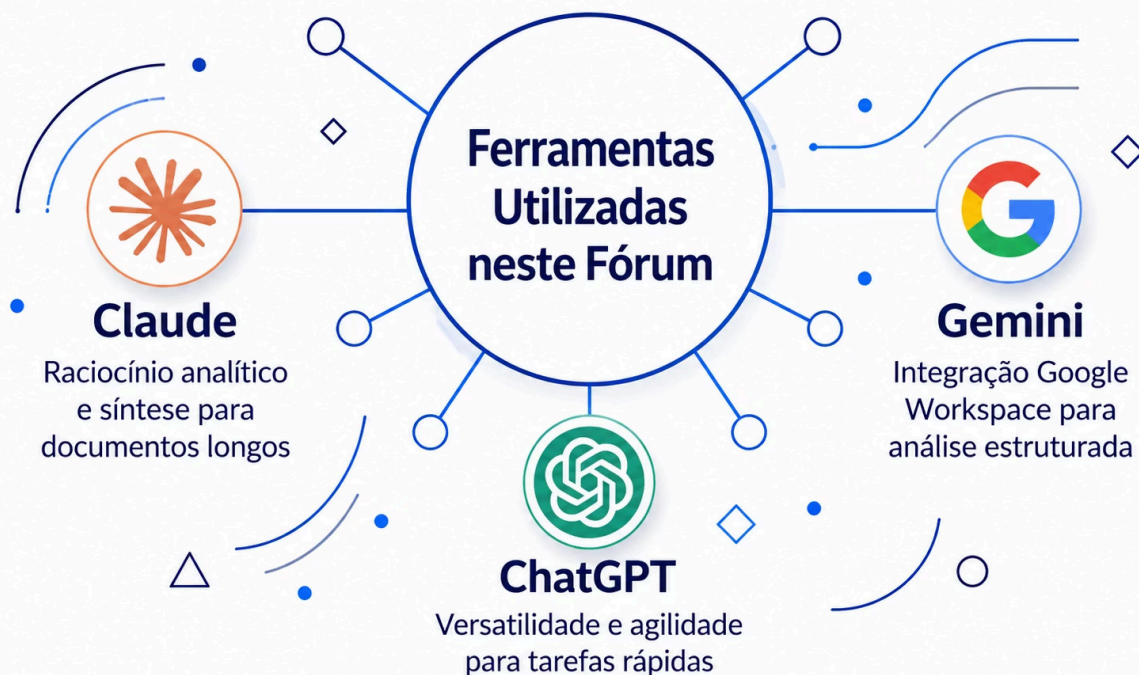 Ferramentas
Utilizadas
neste Fórum
Claude
Raciocínio analítico
e síntese para
documentos longos
Gemini
Integração Google
Workspace para
análise estruturada
ChatGPT
Versatilidade e agilidade
para tarefas rápidas